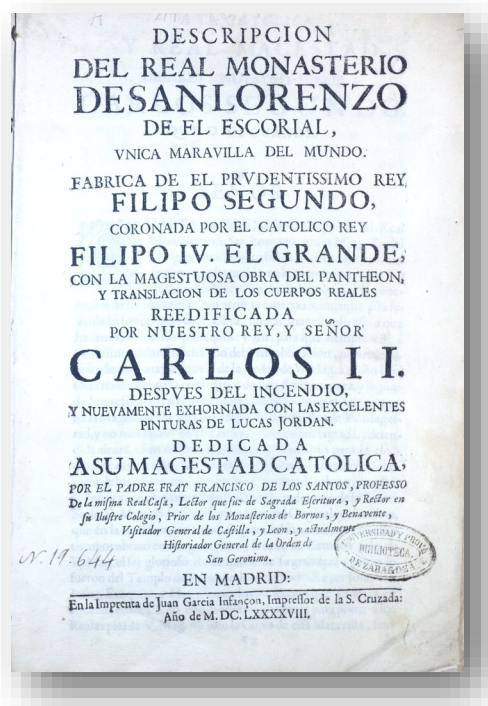 DESCRIPCION
DEL REAL MONASTERIO
DE SAN LORENZO
DE EL ESCORIAL,
VNICA MARAVILLA DEL MUNDO.
FABRICA DE EL PRVDENTISSIMO REY,
FILIPO SEGUNDO,
CORONADA POR EL CATOLICO REY
FILIPO IV. EL GRANDE,
CON LA MAGESTUOSA OBRA DEL PANTHEON,
Y TRANSLACION DE LOS CUERPOS REALES
REEDIFICADA
POR NUESTRO REY, Y SEÑOR
CARLOS II.
DESPVES DEL INCENDIO,
Y NUEVAMENTE EXHORNADA CON LAS EXCELENTES
PINTURAS DE LUCAS JORDAN.
DEDICADA
A SU MAGESTAD CATOLICA,
POR EL PADRE FRAY FRANCISCO DE LOS SANTOS, PROFESSO
De la miſma Real Caſa, Lector que fue de Sagrada Eſcritura, y Rector en
ſu Iluſtre Colegio, Prior de los Monaſterios de Bornos, y Benavente,
Viſitador General de Caſtilla, y Leon, y actualmente
Hiſtoriador General de la Orden de
San Geronimo.
UNIVERSIDAD Y PROV.
BIBLIOTECA.
DE ZARAGOZA
N. 19-644
EN MADRID:
En la Imprenta de Juan Garcia Infançon, Impreſſor de la S. Cruzada:
Año de M. DC. LXXXXVIII.